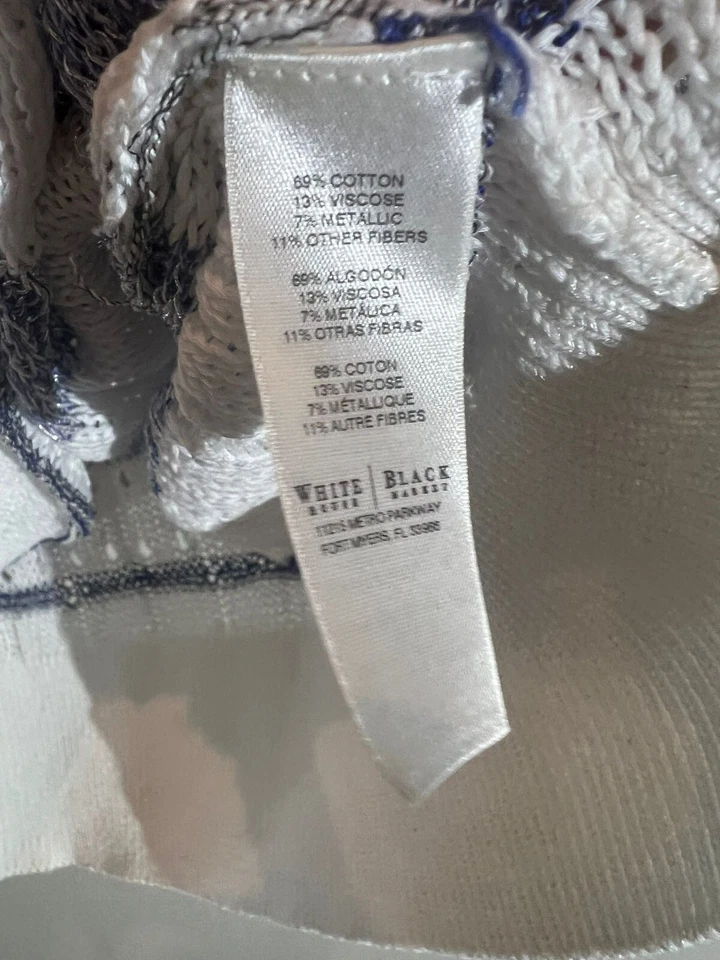 69% COTTON
13% VISCOSE
7% METALLIC
11% OTHER FIBERS
69% ALGODÓN
13% VISCOSA
7% METÁLICA
11% OTRAS FIBRAS
69% COTON
13% VISCOSE
7% MÉTALLIQUE
11% AUTRE FIBRES
WHITE HOUSE | BLACK MARKET
11215 METRO PARKWAY
FORT MYERS, FL 33966